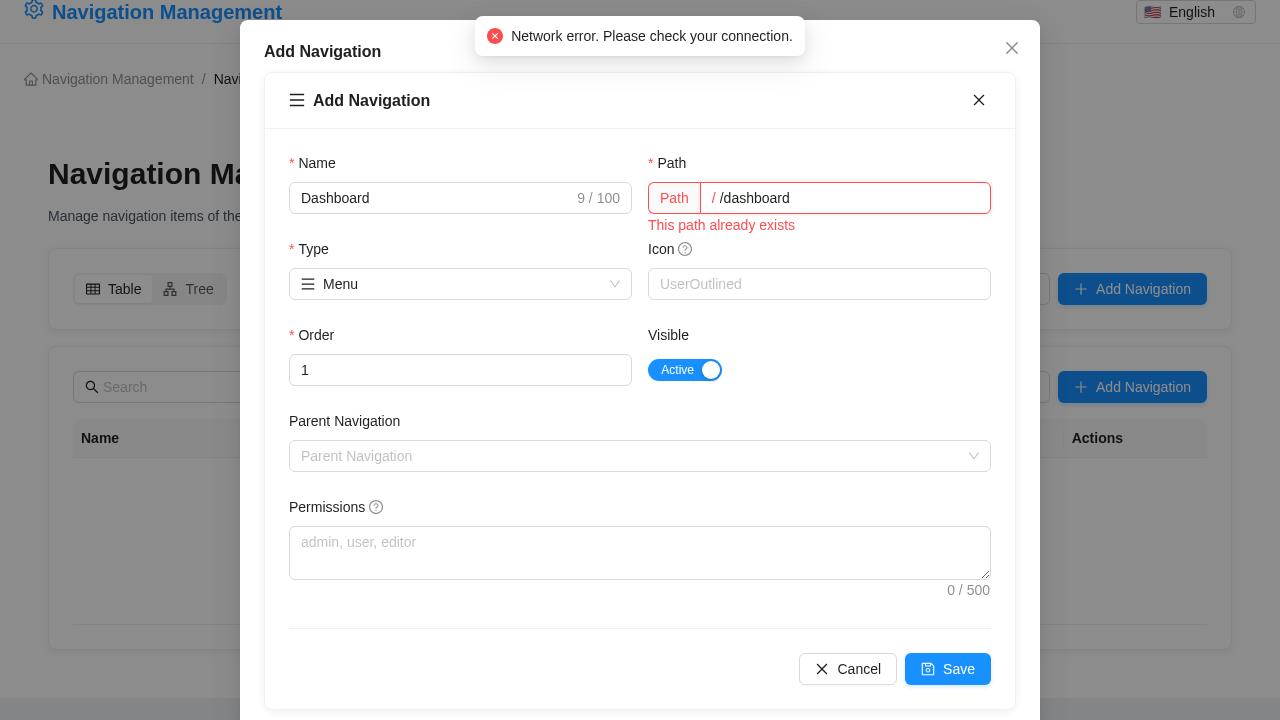 Navigation Management
English
Network error. Please check your connection.
Add Navigation
Navigation Management / Navi
Add Navigation
Navigation Ma
Manage navigation items of the
* Name
Dashboard 9 / 100
* Path
Path / /dashboard
This path already exists
* Type
Menu
Icon
UserOutlined
Table Tree
Add Navigation
* Order
1
Visible
Active
Search
Add Navigation
Name
Actions
Parent Navigation
Parent Navigation
Permissions
admin, user, editor
0 / 500
Cancel
Save